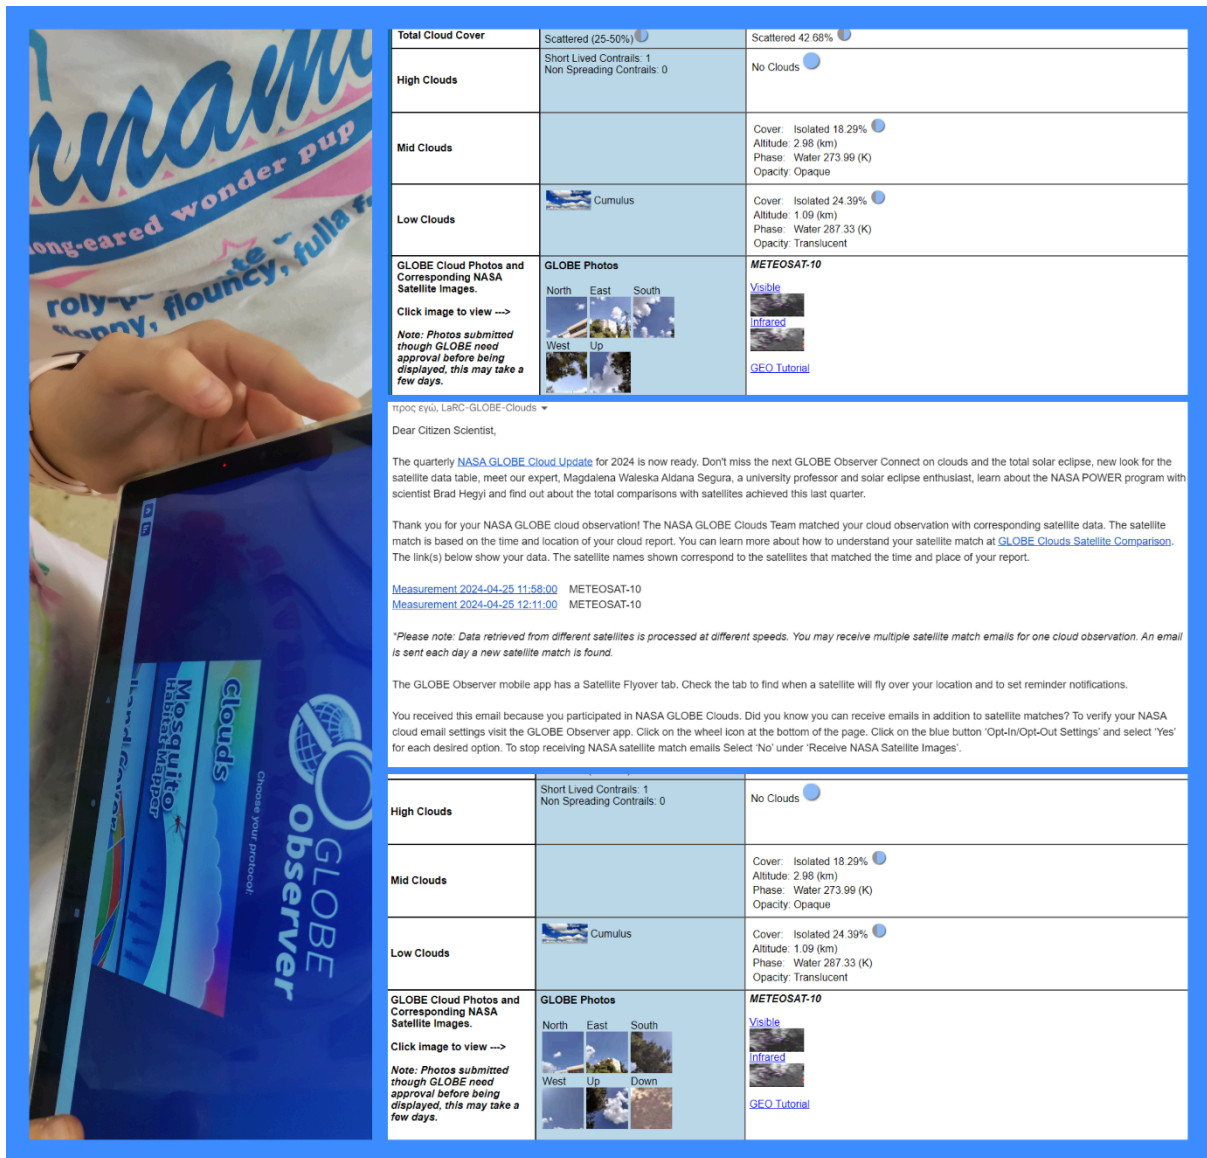 nnamo
long-eared wonder pup
roly-p
te
floppy, flouncy, fulla f
GLOBE
Observer
Choose your protocol:
Clouds
Mosquito
Habitat Mapper
Land Cover
Total Cloud Cover
Scattered (25-50%)
Scattered 42.68%
High Clouds
Short Lived Contrails: 1
Non Spreading Contrails: 0
No Clouds
Mid Clouds
Cover: Isolated 18.29%
Altitude: 2.98 (km)
Phase: Water 273.99 (K)
Opacity: Opaque
Low Clouds
Cumulus
Cover: Isolated 24.39%
Altitude: 1.09 (km)
Phase: Water 287.33 (K)
Opacity: Translucent
GLOBE Cloud Photos and
Corresponding NASA
Satellite Images.
Click image to view --->
Note: Photos submitted
though GLOBE need
approval before being
displayed, this may take a
few days.
GLOBE Photos
North East South
West Up
METEOSAT-10
Visible
Infrared
GEO Tutorial
προς εγώ, LaRC-GLOBE-Clouds
Dear Citizen Scientist,
The quarterly NASA GLOBE Cloud Update for 2024 is now ready. Don't miss the next GLOBE Observer Connect on clouds and the total solar eclipse, new look for the
satellite data table, meet our expert, Magdalena Waleska Aldana Segura, a university professor and solar eclipse enthusiast, learn about the NASA POWER program with
scientist Brad Hegyi and find out about the total comparisons with satellites achieved this last quarter.
Thank you for your NASA GLOBE cloud observation! The NASA GLOBE Clouds Team matched your cloud observation with corresponding satellite data. The satellite
match is based on the time and location of your cloud report. You can learn more about how to understand your satellite match at GLOBE Clouds Satellite Comparison.
The link(s) below show your data. The satellite names shown correspond to the satellites that matched the time and place of your report.
Measurement 2024-04-25 11:58:00 METEOSAT-10
Measurement 2024-04-25 12:11:00 METEOSAT-10
*Please note: Data retrieved from different satellites is processed at different speeds. You may receive multiple satellite match emails for one cloud observation. An email
is sent each day a new satellite match is found.
The GLOBE Observer mobile app has a Satellite Flyover tab. Check the tab to find when a satellite will fly over your location and to set reminder notifications.
You received this email because you participated in NASA GLOBE Clouds. Did you know you can receive emails in addition to satellite matches? To verify your NASA
cloud email settings visit the GLOBE Observer app. Click on the wheel icon at the bottom of the page. Click on the blue button 'Opt-In/Opt-Out Settings' and select 'Yes'
for each desired option. To stop receiving NASA satellite match emails Select 'No' under 'Receive NASA Satellite Images'.
High Clouds
Short Lived Contrails: 1
Non Spreading Contrails: 0
No Clouds
Mid Clouds
Cover: Isolated 18.29%
Altitude: 2.98 (km)
Phase: Water 273.99 (K)
Opacity: Opaque
Low Clouds
Cumulus
Cover: Isolated 24.39%
Altitude: 1.09 (km)
Phase: Water 287.33 (K)
Opacity: Translucent
GLOBE Cloud Photos and
Corresponding NASA
Satellite Images.
Click image to view --->
Note: Photos submitted
though GLOBE need
approval before being
displayed, this may take a
few days.
GLOBE Photos
North East South
West Up Down
METEOSAT-10
Visible
Infrared
GEO Tutorial